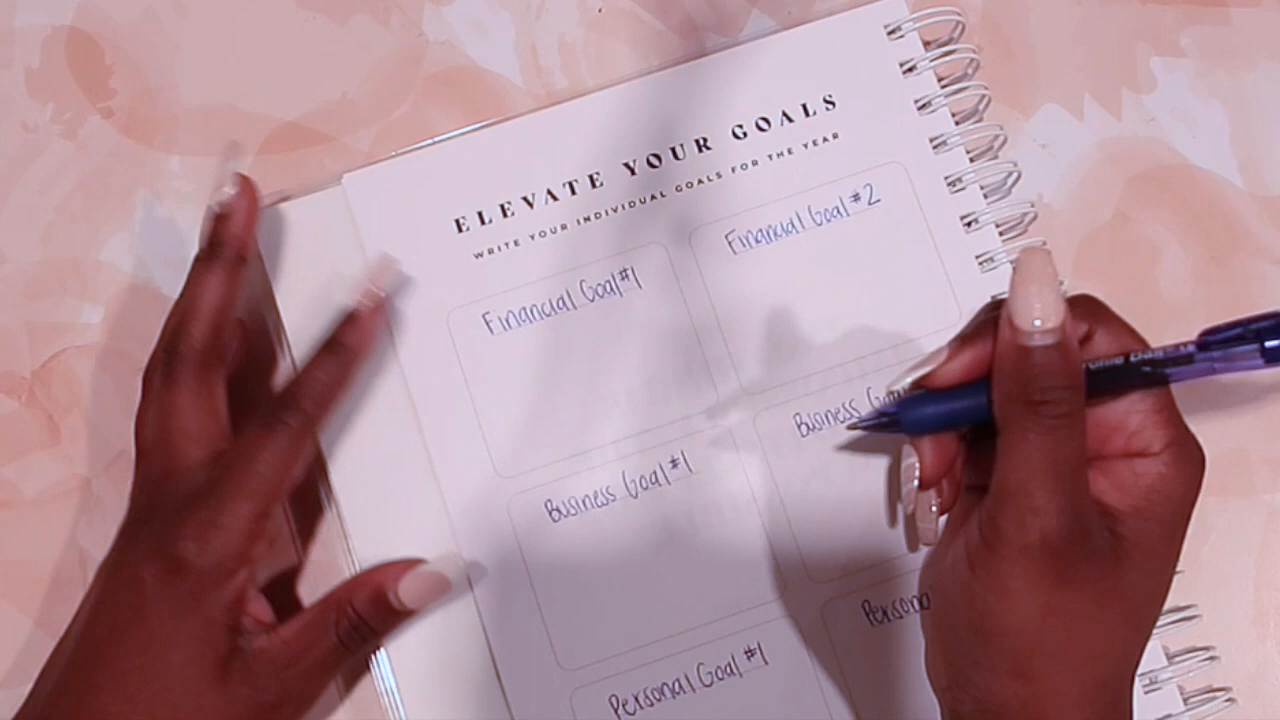 ELEVATE YOUR GOALS
WRITE YOUR INDIVIDUAL GOALS FOR THE YEAR
Financial Goal #1
Financial Goal #2
Business Goal #1
Business
Personal Goal #1